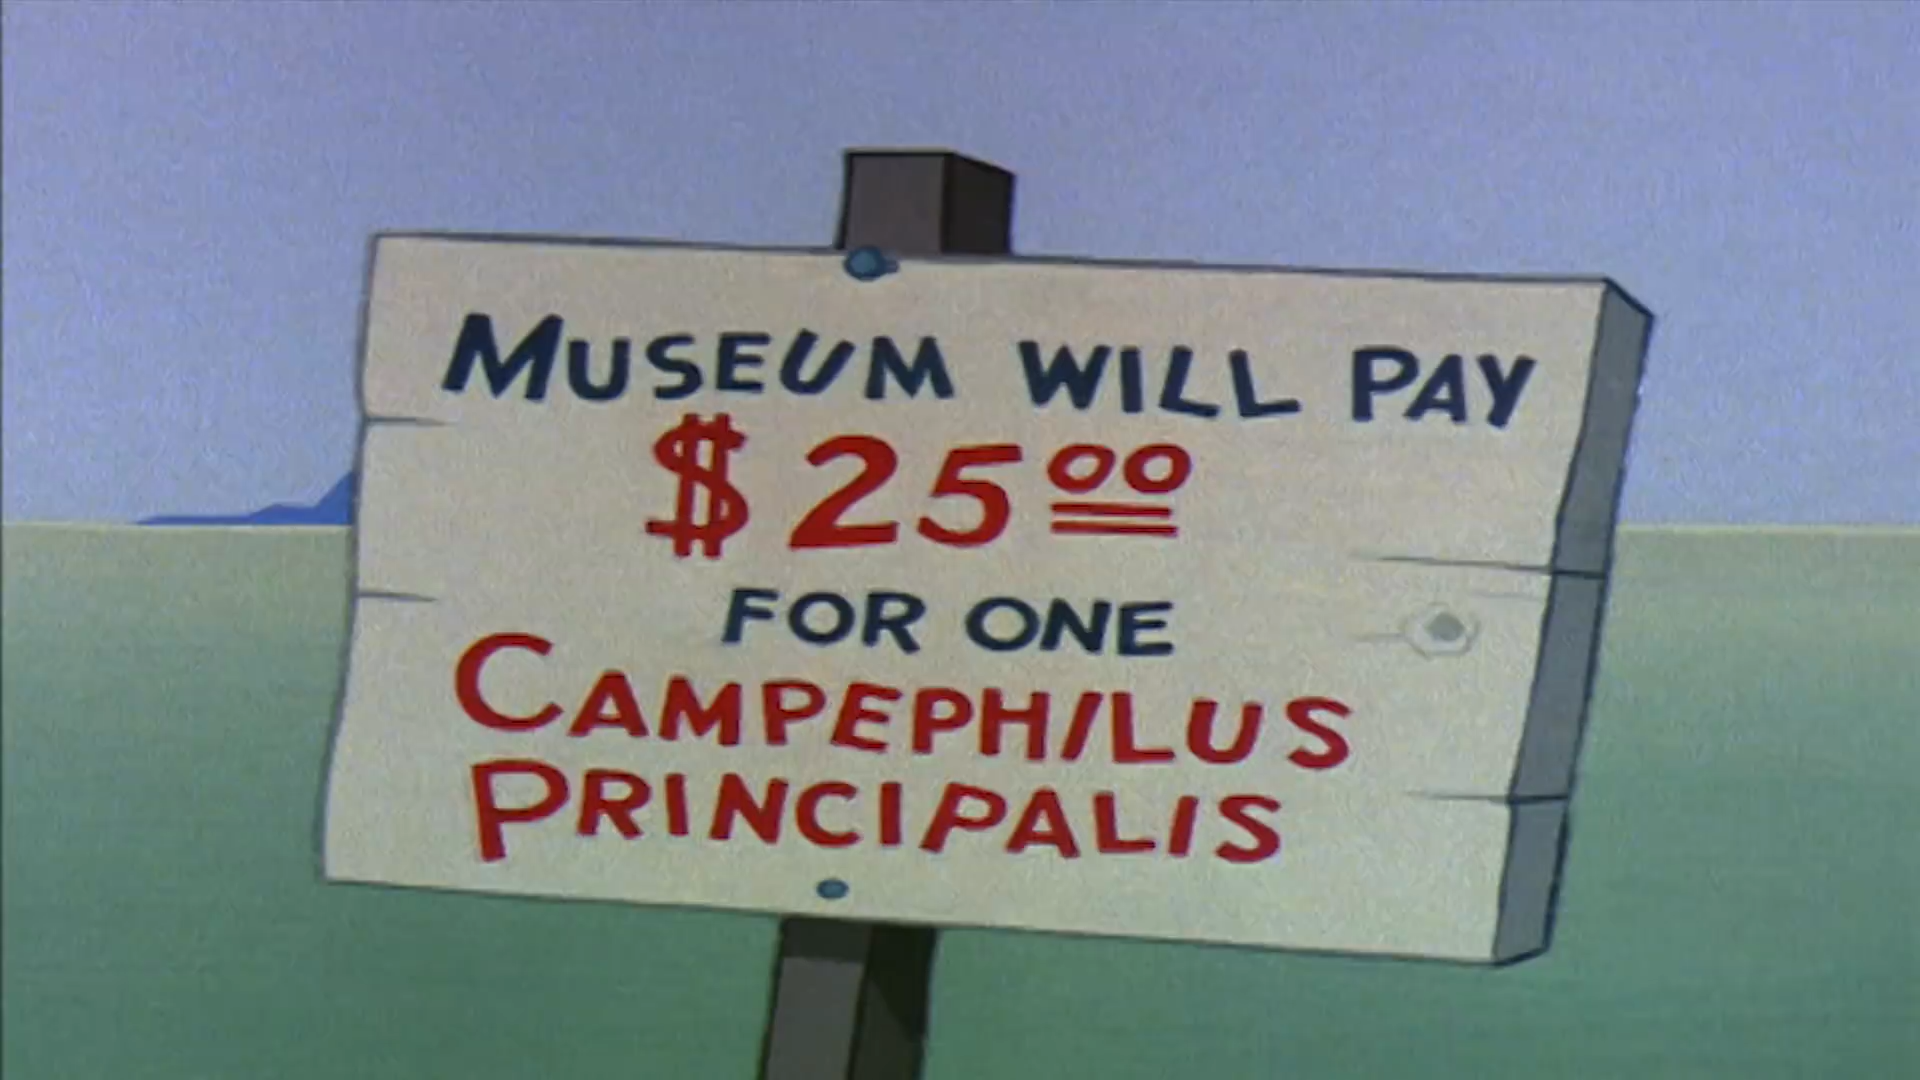 MUSEUM WILL PAY
$25 00
FOR ONE
CAMPEPHILUS
PRINCIPALIS